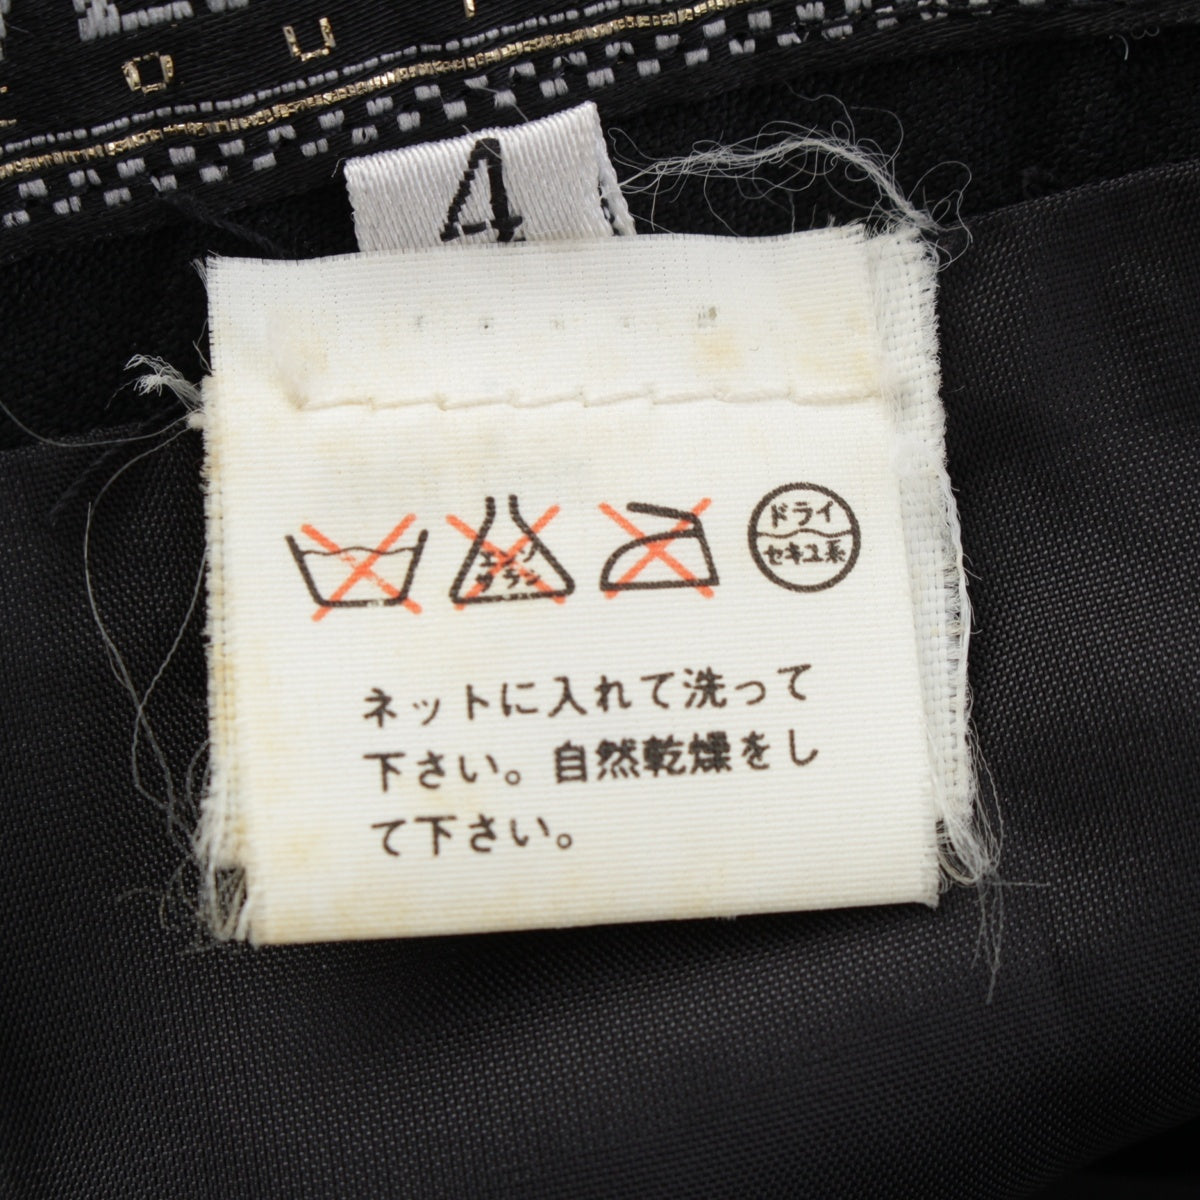 4
エンソ
サラシ
ドライ
セキユ系
ネットに入れて洗って
下さい。自然乾燥をし
て下さい。